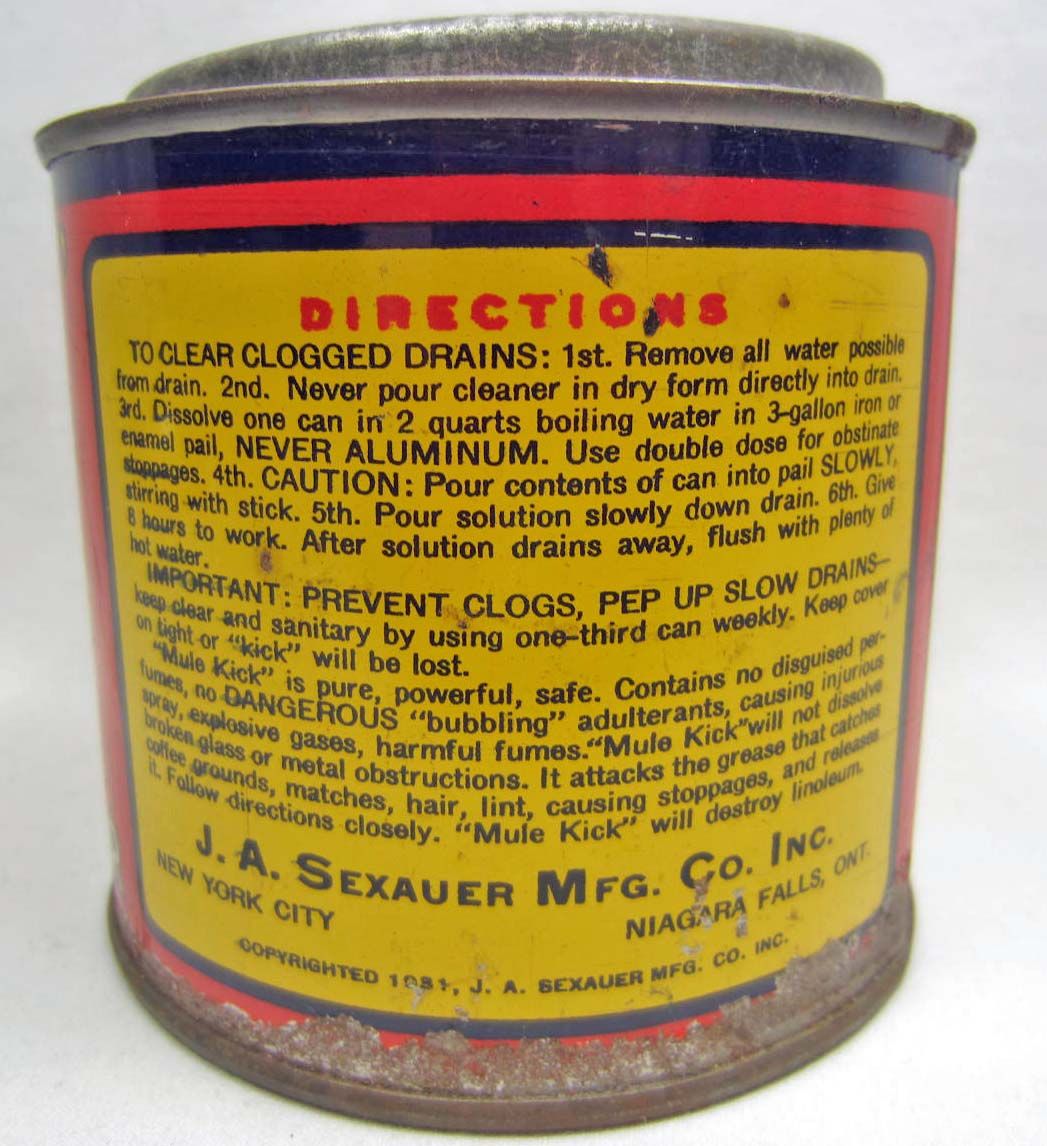 DIRECTIONS
TO CLEAR CLOGGED DRAINS: 1st. Remove all water possible
from drain. 2nd. Never pour cleaner in dry form directly into drain.
3rd. Dissolve one can in 2 quarts boiling water in 3-gallon iron or
enamel pail, NEVER ALUMINUM. Use double dose for obstinate
stoppages. 4th. CAUTION: Pour contents of can into pail SLOWLY,
stirring with stick. 5th. Pour solution slowly down drain. 6th. Give
8 hours to work. After solution drains away, flush with plenty of
hot water.
IMPORTANT: PREVENT CLOGS, PEP UP SLOW DRAINS—
keep clear and sanitary by using one-third can weekly. Keep cover
on tight or "kick" will be lost.
"Mule Kick" is pure, powerful, safe. Contains no disguised per-
fumes, no DANGEROUS "bubbling" adulterants, causing injurious
spray, explosive gases, harmful fumes. "Mule Kick" will not dissolve
broken glass or metal obstructions. It attacks the grease that catches
coffee grounds, matches, hair, lint, causing stoppages, and releases
it. Follow directions closely. "Mule Kick" will destroy linoleum.
J. A. SEXAUER MFG. CO. INC.
NEW YORK CITY NIAGARA FALLS, ONT.
COPYRIGHTED J. A. SEXAUER MFG. CO. INC.